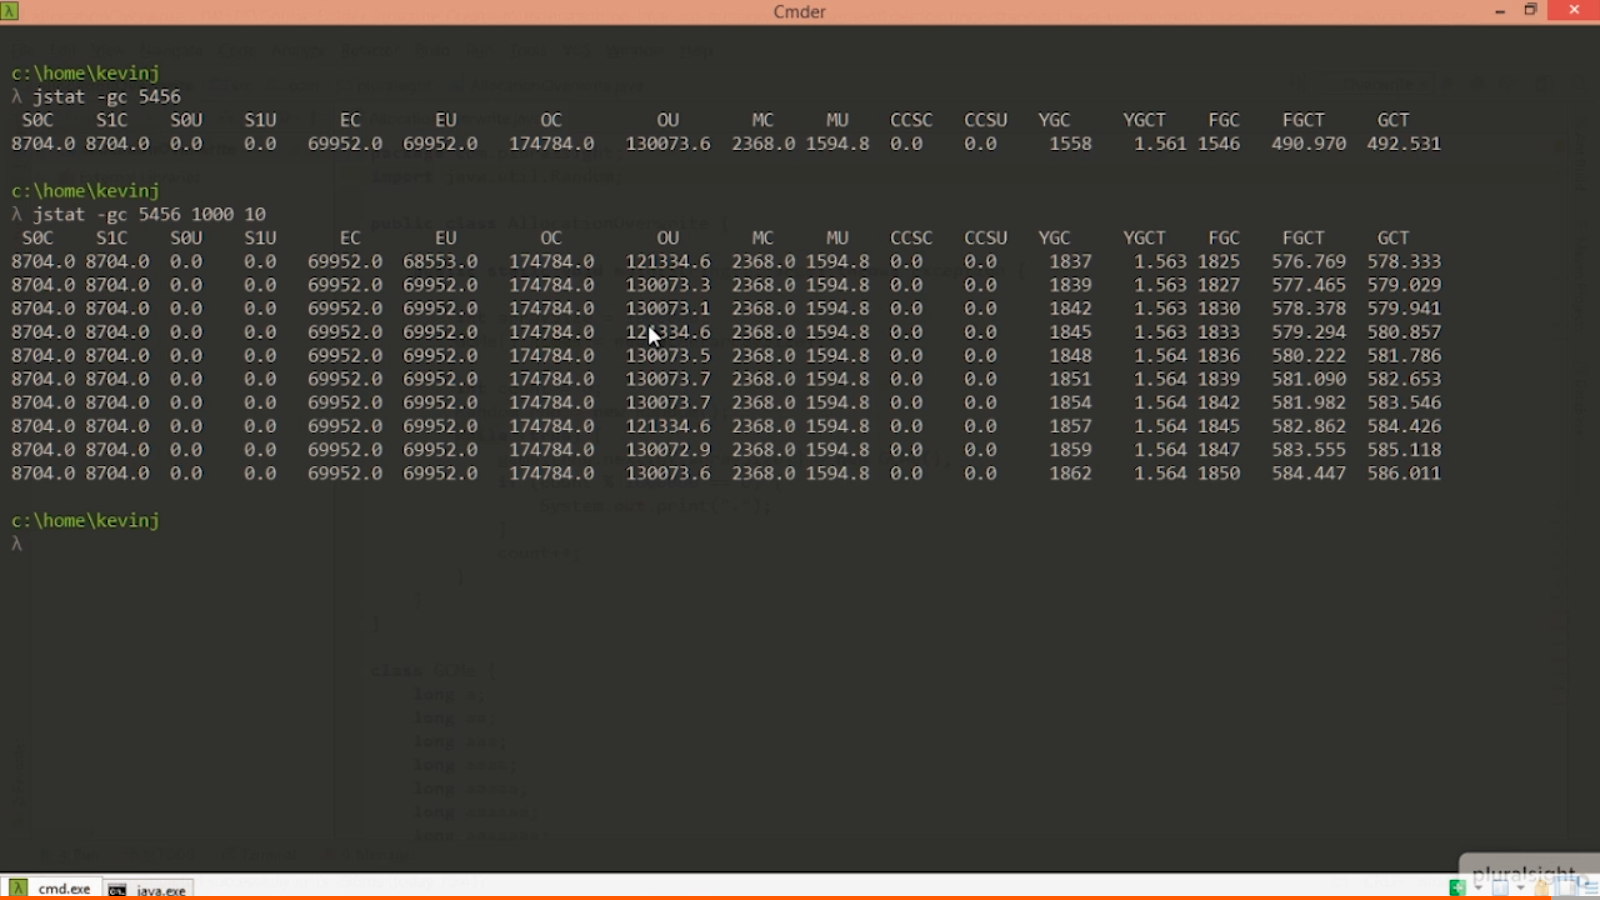 λ Cmder
c:\home\kevinj
λ jstat -gc 5456
S0C S1C S0U S1U EC EU OC OU MC MU CCSC CCSU YGC YGCT FGC FGCT GCT
8704.0 8704.0 0.0 0.0 69952.0 69952.0 174784.0 130073.6 2368.0 1594.8 0.0 0.0 1558 1.561 1546 490.970 492.531
c:\home\kevinj
λ jstat -gc 5456 1000 10
S0C S1C S0U S1U EC EU OC OU MC MU CCSC CCSU YGC YGCT FGC FGCT GCT
8704.0 8704.0 0.0 0.0 69952.0 68553.0 174784.0 121334.6 2368.0 1594.8 0.0 0.0 1837 1.563 1825 576.769 578.333
8704.0 8704.0 0.0 0.0 69952.0 69952.0 174784.0 130073.3 2368.0 1594.8 0.0 0.0 1839 1.563 1827 577.465 579.029
8704.0 8704.0 0.0 0.0 69952.0 69952.0 174784.0 130073.1 2368.0 1594.8 0.0 0.0 1842 1.563 1830 578.378 579.941
8704.0 8704.0 0.0 0.0 69952.0 69952.0 174784.0 121334.6 2368.0 1594.8 0.0 0.0 1845 1.563 1833 579.294 580.857
8704.0 8704.0 0.0 0.0 69952.0 69952.0 174784.0 130073.5 2368.0 1594.8 0.0 0.0 1848 1.564 1836 580.222 581.786
8704.0 8704.0 0.0 0.0 69952.0 69952.0 174784.0 130073.7 2368.0 1594.8 0.0 0.0 1851 1.564 1839 581.090 582.653
8704.0 8704.0 0.0 0.0 69952.0 69952.0 174784.0 130073.7 2368.0 1594.8 0.0 0.0 1854 1.564 1842 581.982 583.546
8704.0 8704.0 0.0 0.0 69952.0 69952.0 174784.0 121334.6 2368.0 1594.8 0.0 0.0 1857 1.564 1845 582.862 584.426
8704.0 8704.0 0.0 0.0 69952.0 69952.0 174784.0 130072.9 2368.0 1594.8 0.0 0.0 1859 1.564 1847 583.555 585.118
8704.0 8704.0 0.0 0.0 69952.0 69952.0 174784.0 130073.6 2368.0 1594.8 0.0 0.0 1862 1.564 1850 584.447 586.011
c:\home\kevinj
λ
System.out.print(
count++;
class
long
long
long
long
long
long
long
pluralsight
λ cmd.exe java.exe